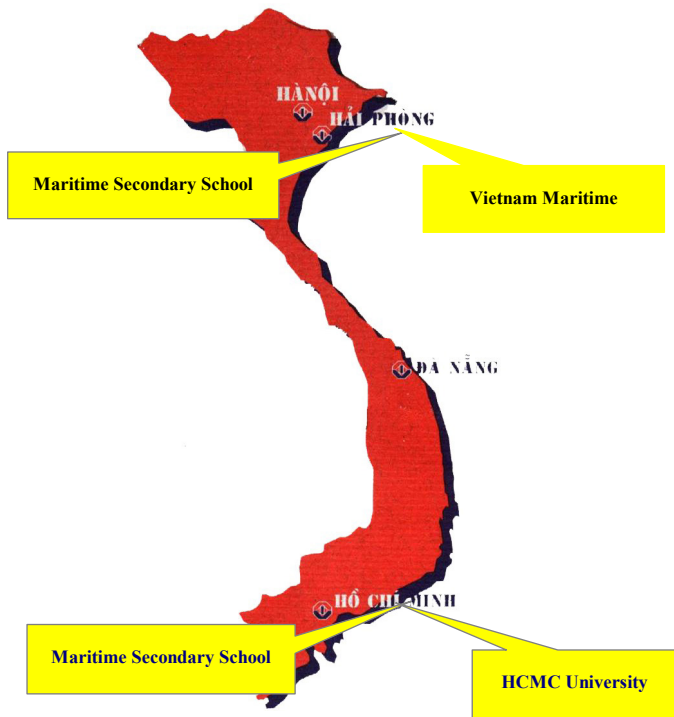 HÀNỘI
HẢI PHÒNG
Maritime Secondary School
Vietnam Maritime
ĐÀ NẴNG
HỒ CHÍ MINH
Maritime Secondary School
HCMC University